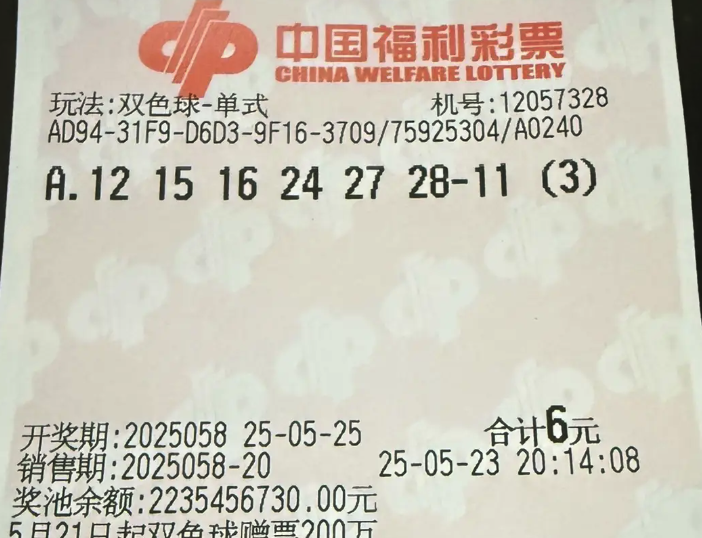 中国福利彩票
CHINA WELFARE LOTTERY
玩法:双色球-单式 机号:12057328
AD94-31F9-D6D3-9F16-3709/75925304/A0240
A.12 15 16 24 27 28-11 (3)
开奖期:2025058 25-05-25 合计6元
销售期:2025058-20 25-05-23 20:14:08
奖池余额:2235456730.00元
5月21日起双色球赠票200万